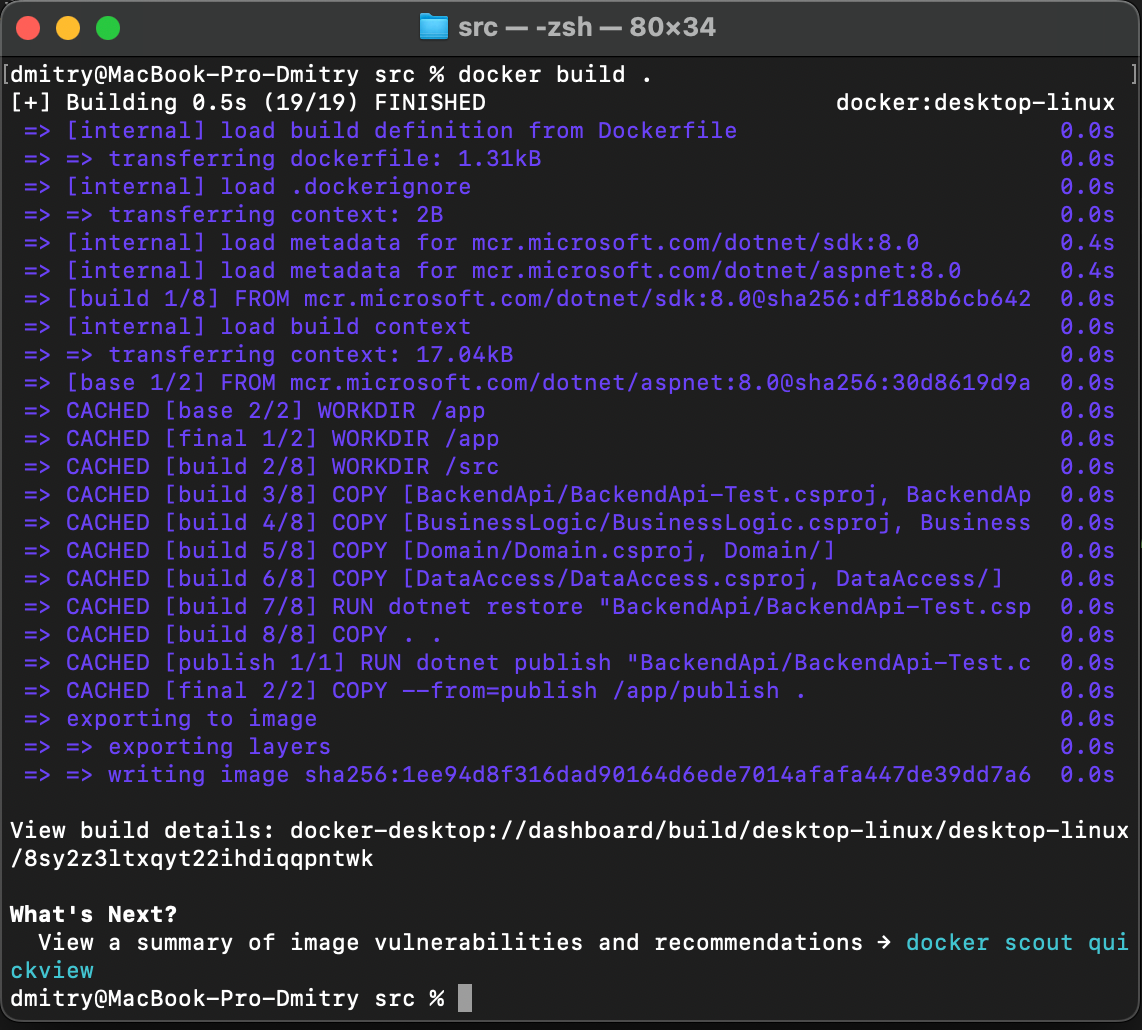 src — -zsh — 80×34
[dmitry@MacBook-Pro-Dmitry src % docker build . ]
[+] Building 0.5s (19/19) FINISHED docker:desktop-linux
=> [internal] load build definition from Dockerfile 0.0s
=> => transferring dockerfile: 1.31kB 0.0s
=> [internal] load .dockerignore 0.0s
=> => transferring context: 2B 0.0s
=> [internal] load metadata for mcr.microsoft.com/dotnet/sdk:8.0 0.4s
=> [internal] load metadata for mcr.microsoft.com/dotnet/aspnet:8.0 0.4s
=> [build 1/8] FROM mcr.microsoft.com/dotnet/sdk:8.0@sha256:df188b6cb642 0.0s
=> [internal] load build context 0.0s
=> => transferring context: 17.04kB 0.0s
=> [base 1/2] FROM mcr.microsoft.com/dotnet/aspnet:8.0@sha256:30d8619d9a 0.0s
=> CACHED [base 2/2] WORKDIR /app 0.0s
=> CACHED [final 1/2] WORKDIR /app 0.0s
=> CACHED [build 2/8] WORKDIR /src 0.0s
=> CACHED [build 3/8] COPY [BackendApi/BackendApi-Test.csproj, BackendAp 0.0s
=> CACHED [build 4/8] COPY [BusinessLogic/BusinessLogic.csproj, Business 0.0s
=> CACHED [build 5/8] COPY [Domain/Domain.csproj, Domain/] 0.0s
=> CACHED [build 6/8] COPY [DataAccess/DataAccess.csproj, DataAccess/] 0.0s
=> CACHED [build 7/8] RUN dotnet restore "BackendApi/BackendApi-Test.csp 0.0s
=> CACHED [build 8/8] COPY . . 0.0s
=> CACHED [publish 1/1] RUN dotnet publish "BackendApi/BackendApi-Test.c 0.0s
=> CACHED [final 2/2] COPY --from=publish /app/publish . 0.0s
=> exporting to image 0.0s
=> => exporting layers 0.0s
=> => writing image sha256:1ee94d8f316dad90164d6ede7014afafa447de39dd7a6 0.0s
View build details: docker-desktop://dashboard/build/desktop-linux/desktop-linux
/8sy2z3ltxqyt22ihdiqqpntwk
What's Next?
View a summary of image vulnerabilities and recommendations → docker scout qui
ckview
dmitry@MacBook-Pro-Dmitry src %